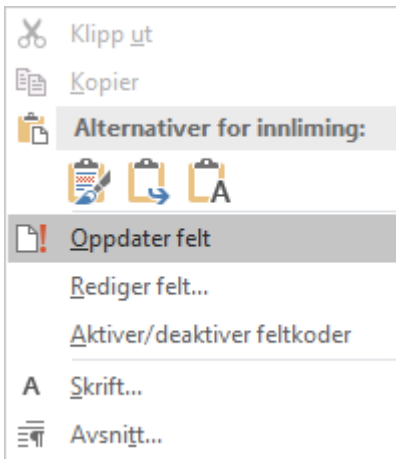 Klipp ut
Kopier
Alternativer for innliming:
Oppdater felt
Rediger felt...
Aktiver/deaktiver feltkoder
Skrift...
Avsnitt...